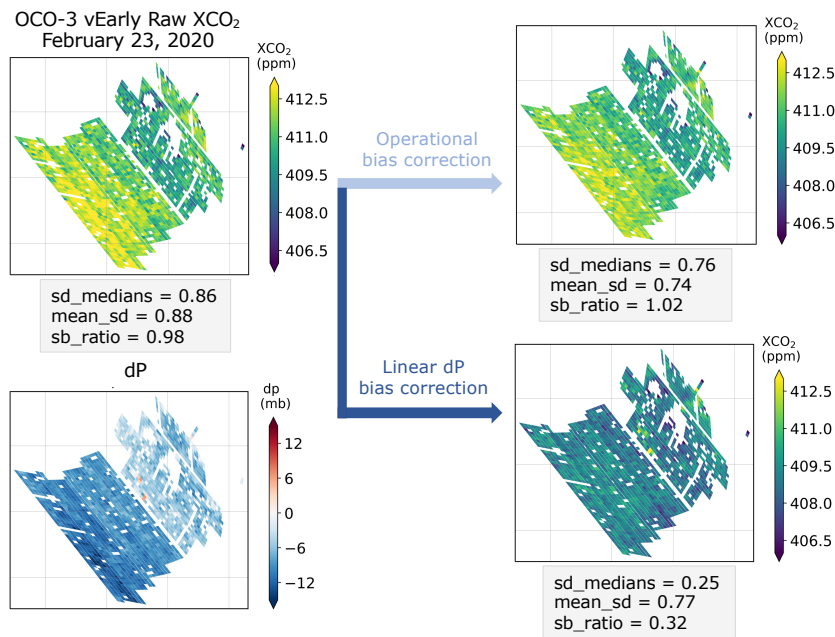 OCO-3 vEarly Raw XCO₂
February 23, 2020
XCO₂
(ppm)
412.5
411.0
409.5
408.0
406.5
sd_medians = 0.86
mean_sd = 0.88
sb_ratio = 0.98
Operational
bias correction
XCO₂
(ppm)
412.5
411.0
409.5
408.0
406.5
sd_medians = 0.76
mean_sd = 0.74
sb_ratio = 1.02
dP
dp
(mb)
12
6
0
−6
−12
Linear dP
bias correction
XCO₂
(ppm)
412.5
411.0
409.5
408.0
406.5
sd_medians = 0.25
mean_sd = 0.77
sb_ratio = 0.32